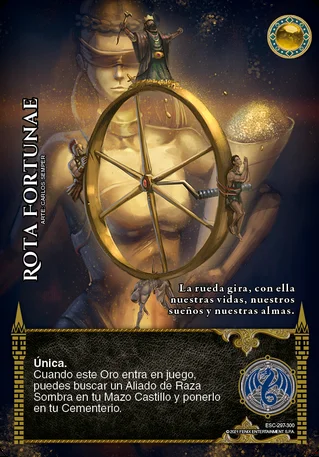 ROTA FORTUNAE
ARTE: CARLOS SEMPERE
La rueda gira, con ella
nuestras vidas, nuestros
sueños y nuestras almas.
Única.
Cuando este Oro entra en juego,
puedes buscar un Aliado de Raza
Sombra en tu Mazo Castillo y ponerlo
en tu Cementerio.
ESC-297-300
© 2021 FENIX ENTERTAINMENT S.P.A.